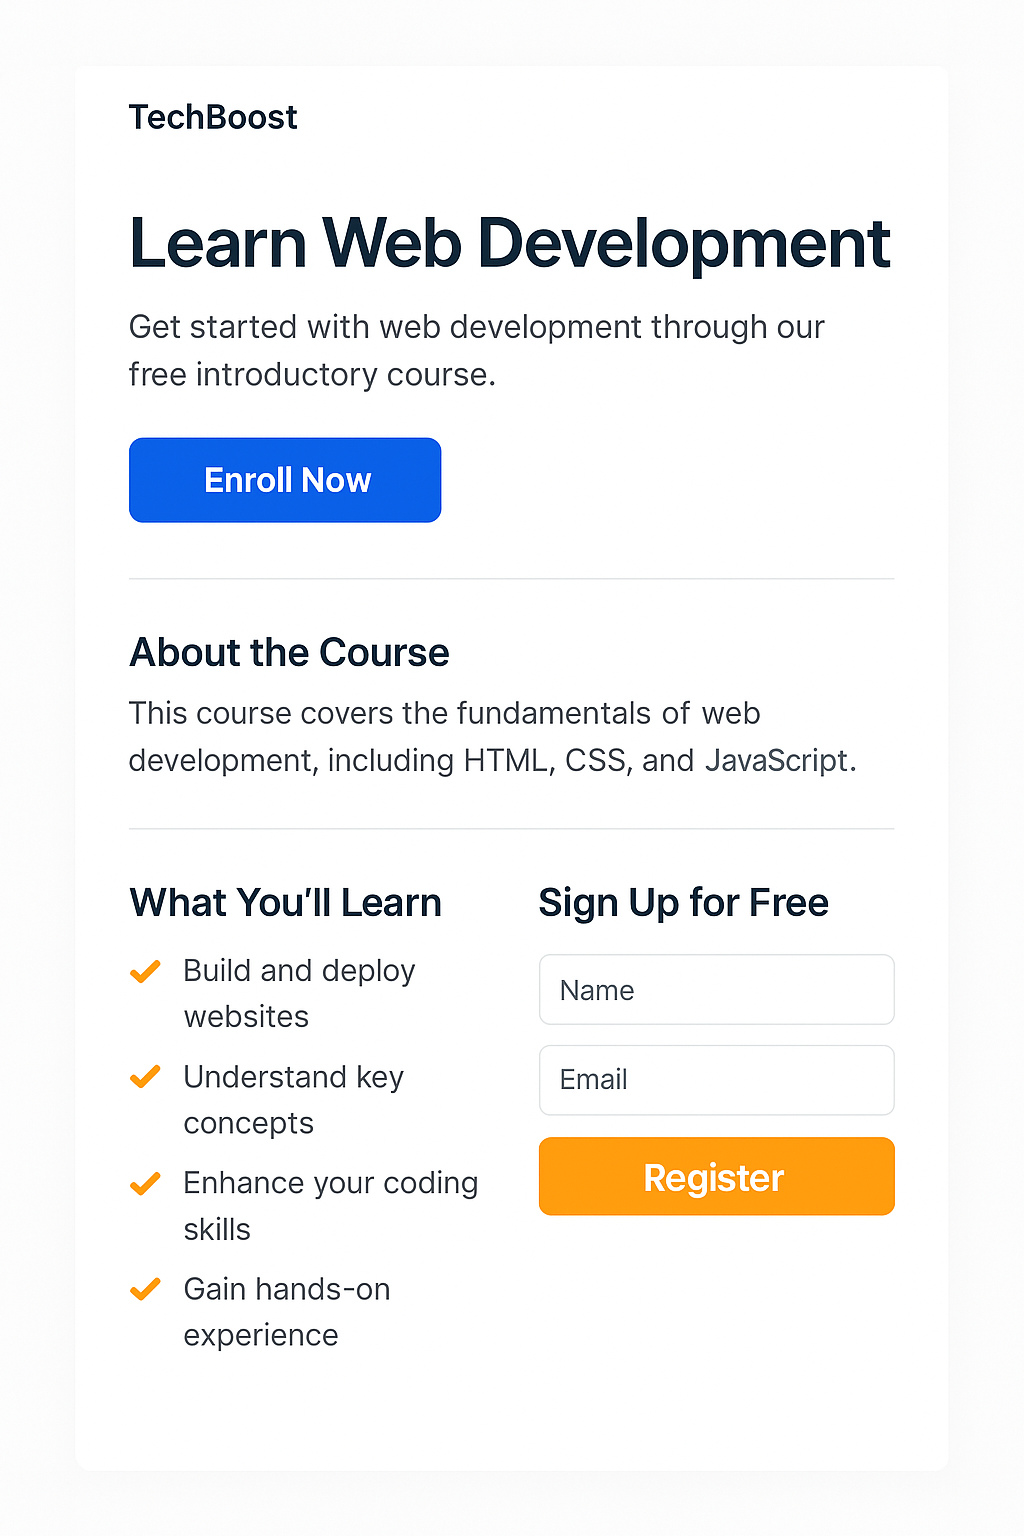 TechBoost
Learn Web Development
Get started with web development through our
free introductory course.
Enroll Now
About the Course
This course covers the fundamentals of web
development, including HTML, CSS, and JavaScript.
What You'll Learn
Build and deploy
websites
Understand key
concepts
Enhance your coding
skills
Gain hands-on
experience
Sign Up for Free
Name
Email
Register